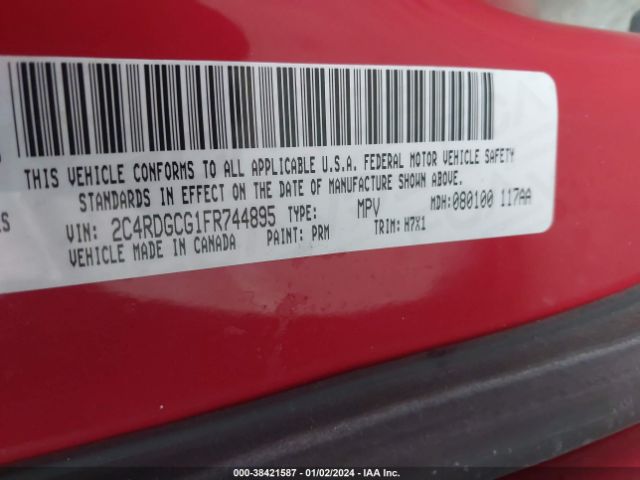 THIS VEHICLE CONFORMS TO ALL APPLICABLE U.S.A. FEDERAL MOTOR VEHICLE SAFETY
STANDARDS IN EFFECT ON THE DATE OF MANUFACTURE SHOWN ABOVE.
VIN: 2C4RDGCG1FR744895 TYPE: MPV MDH:080100 117AA
VEHICLE MADE IN CANADA PAINT: PRM TRIM: H7X1
000-38421587 - 01/02/2024 - IAA Inc.